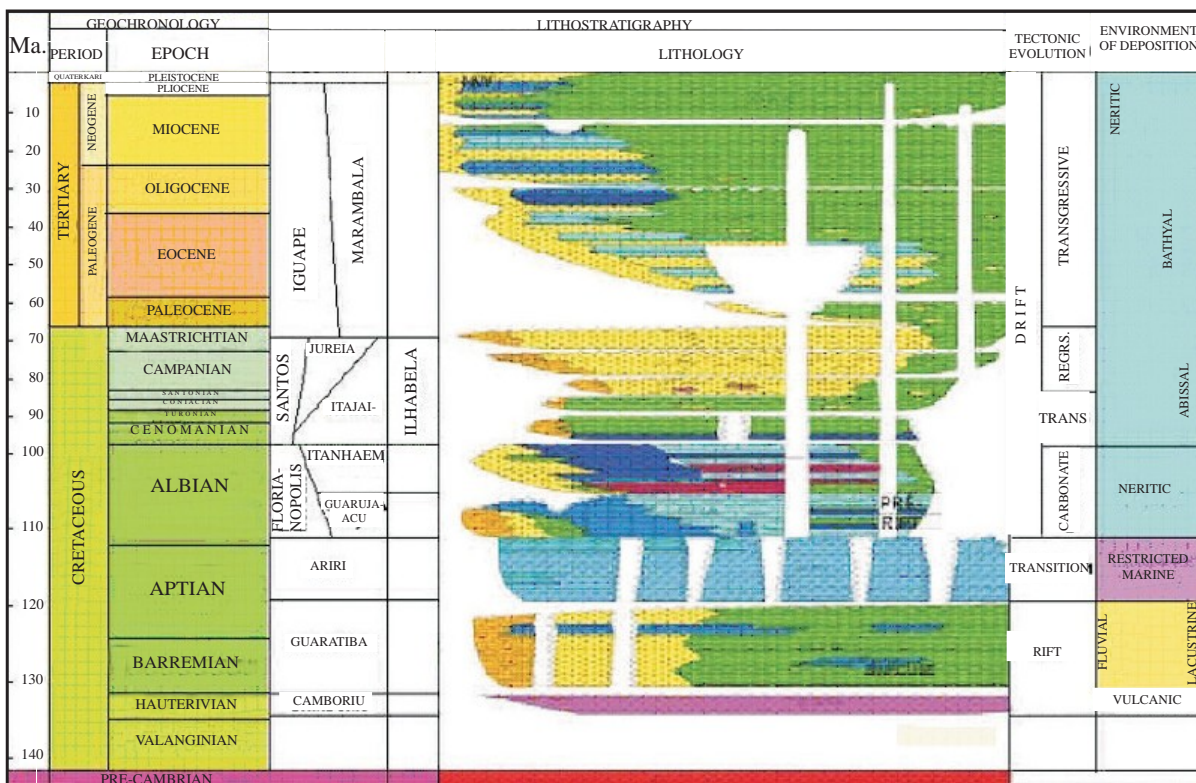 GEOCHRONOLOGY
LITHOSTRATIGRAPHY
Ma.
PERIOD
EPOCH
LITHOLOGY
TECTONIC
EVOLUTION
ENVIRONMENT
OF DEPOSITION
QUATERKARI
PLEISTOCENE
PLIOCENE
10
20
30
40
50
60
70
80
90
100
110
120
130
140
TERTIARY
NEOGENE
PALEOGENE
CRETACEOUS
MIOCENE
OLIGOCENE
EOCENE
PALEOCENE
MAASTRICHTIAN
CAMPANIAN
SANTONIAN
CONIACIAN
TURONIAN
CENOMANIAN
ALBIAN
APTIAN
BARREMIAN
HAUTERIVIAN
VALANGINIAN
PRE-CAMBRIAN
IGUAPE
MARAMBALA
SANTOS
JUREIA
ITAJAI-
ILHABELA
FLORIA-
NOPOLIS
ITANHAEM
GUARUJA-
ACU
ARIRI
GUARATIBA
CAMBORIU
PRE-
DRIFT
TRANSGRESSIVE
REGRS.
TRANS
CARBONATE
TRANSITION
RIFT
NERITIC
BATHYAL
ABISSAL
NERITIC
RESTRICTED
MARINE
FLUVIAL
LACUSTRINE
VULCANIC